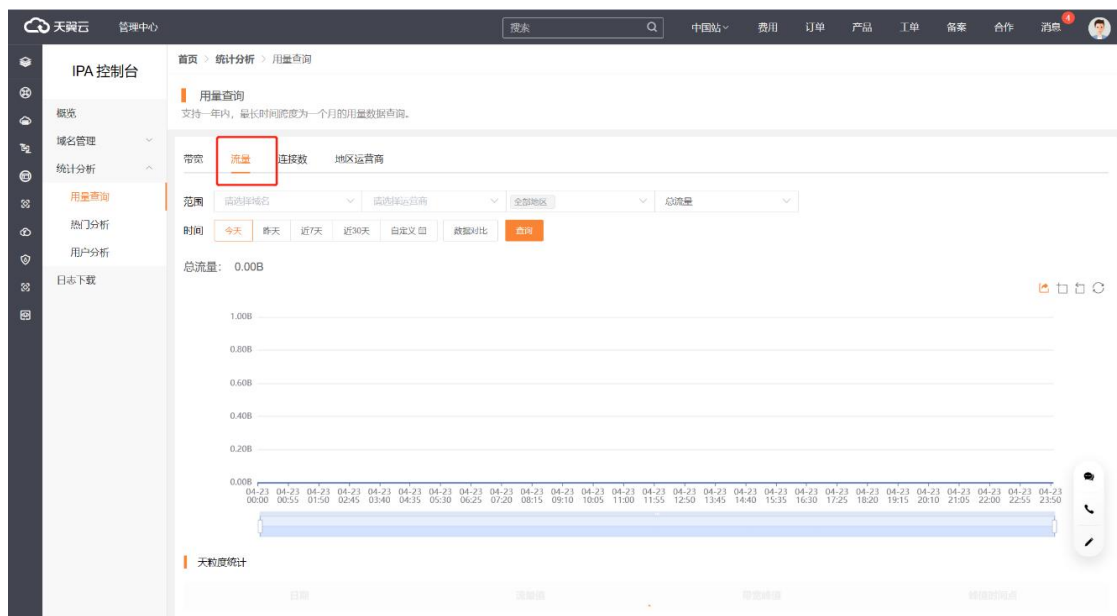 天翼云 管理中心 搜索 中国站 费用 订单 产品 工单 备案 合作 消息 4
IPA 控制台
概览
域名管理
统计分析
用量查询
热门分析
用户分析
日志下载
首页 > 统计分析 > 用量查询
用量查询
支持一年内，最长时间跨度为一个月的用量数据查询。
带宽 流量 连接数 地区运营商
范围 请选择域名 请选择运营商 全部地区 总流量
时间 今天 昨天 近7天 近30天 自定义 数据对比 查询
总流量： 0.00B
1.00B
0.80B
0.60B
0.40B
0.20B
0.00B
04-23 04-23 04-23 04-23 04-23 04-23 04-23 04-23 04-23 04-23 04-23 04-23 04-23 04-23 04-23 04-23 04-23 04-23 04-23 04-23 04-23 04-23 04-23 04-23 04-23 04-23 04-23
00:00 00:55 01:50 02:45 03:40 04:35 05:30 06:25 07:20 08:15 09:10 10:05 11:00 11:55 12:50 13:45 14:40 15:35 16:30 17:25 18:20 19:15 20:10 21:05 22:00 22:55 23:50
天粒度统计
日期 流量值 带宽峰值 峰值时间点